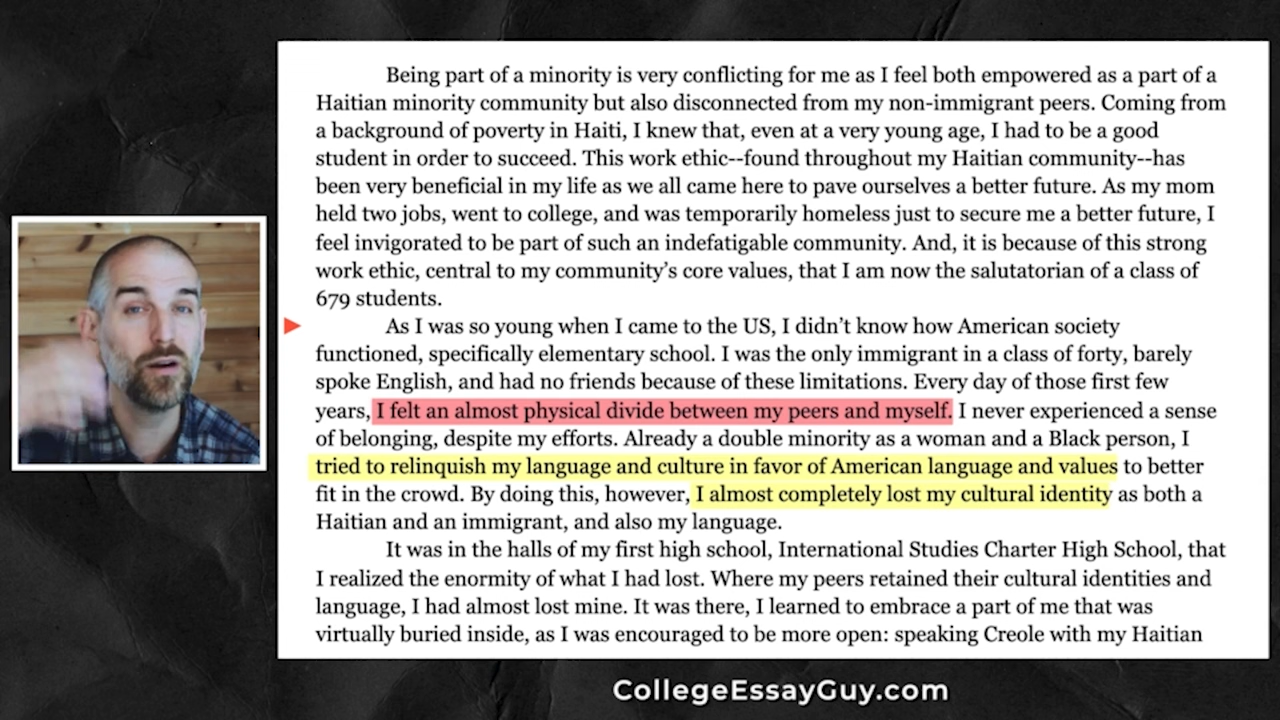 Being part of a minority is very conflicting for me as I feel both empowered as a part of a
Haitian minority community but also disconnected from my non-immigrant peers. Coming from
a background of poverty in Haiti, I knew that, even at a very young age, I had to be a good
student in order to succeed. This work ethic--found throughout my Haitian community--has
been very beneficial in my life as we all came here to pave ourselves a better future. As my mom
held two jobs, went to college, and was temporarily homeless just to secure me a better future, I
feel invigorated to be part of such an indefatigable community. And, it is because of this strong
work ethic, central to my community’s core values, that I am now the salutatorian of a class of
679 students.
As I was so young when I came to the US, I didn’t know how American society
functioned, specifically elementary school. I was the only immigrant in a class of forty, barely
spoke English, and had no friends because of these limitations. Every day of those first few
years, I felt an almost physical divide between my peers and myself. I never experienced a sense
of belonging, despite my efforts. Already a double minority as a woman and a Black person, I
tried to relinquish my language and culture in favor of American language and values to better
fit in the crowd. By doing this, however, I almost completely lost my cultural identity as both a
Haitian and an immigrant, and also my language.
It was in the halls of my first high school, International Studies Charter High School, that
I realized the enormity of what I had lost. Where my peers retained their cultural identities and
language, I had almost lost mine. It was there, I learned to embrace a part of me that was
virtually buried inside, as I was encouraged to be more open: speaking Creole with my Haitian
CollegeEssayGuy.com